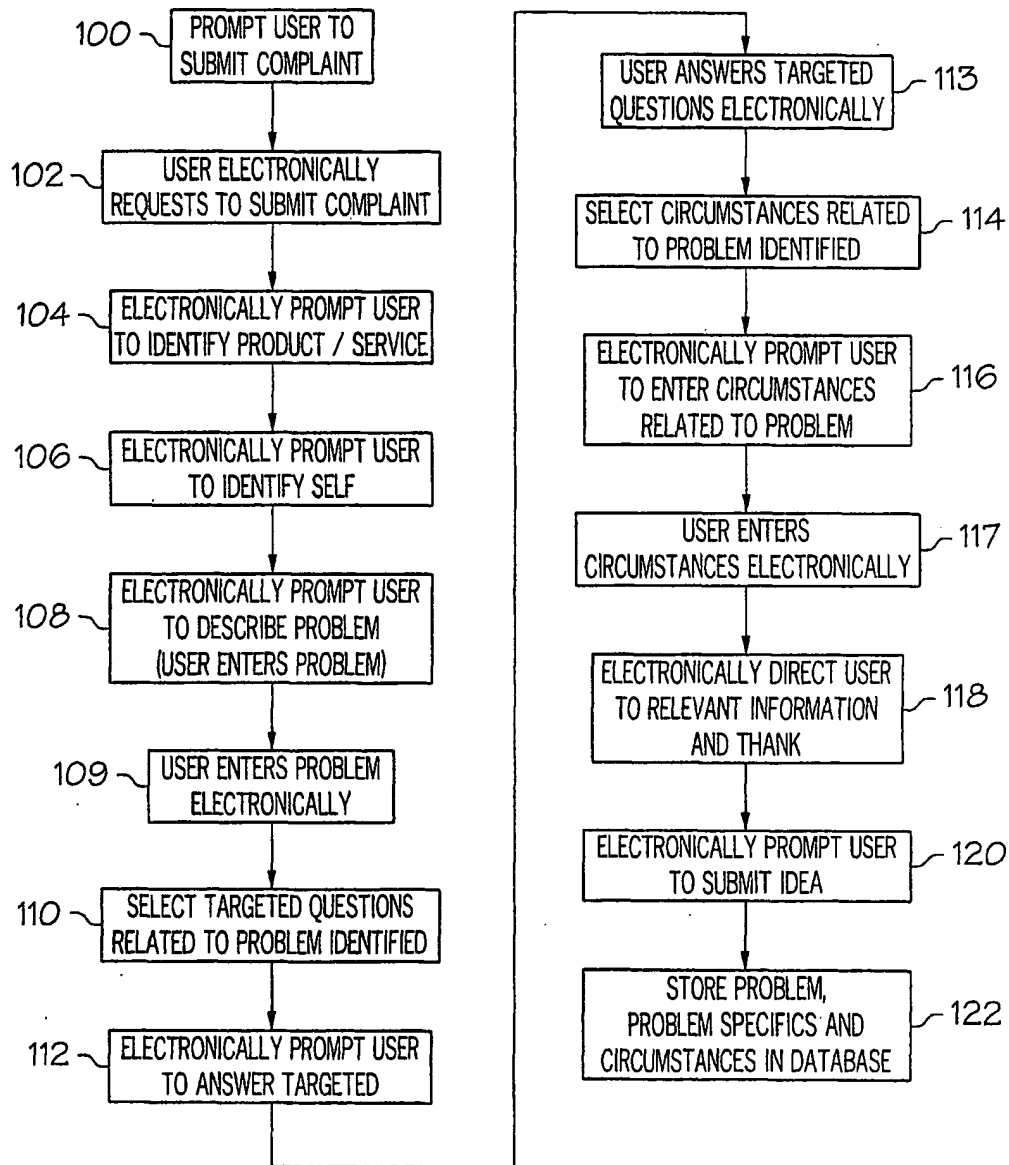 100
PROMPT USER TO
SUBMIT COMPLAINT
102
USER ELECTRONICALLY
REQUESTS TO SUBMIT COMPLAINT
104
ELECTRONICALLY PROMPT USER
TO IDENTIFY PRODUCT / SERVICE
106
ELECTRONICALLY PROMPT USER
TO IDENTIFY SELF
108
ELECTRONICALLY PROMPT USER
TO DESCRIBE PROBLEM
(USER ENTERS PROBLEM)
109
USER ENTERS PROBLEM
ELECTRONICALLY
110
SELECT TARGETED QUESTIONS
RELATED TO PROBLEM IDENTIFIED
112
ELECTRONICALLY PROMPT USER
TO ANSWER TARGETED
USER ANSWERS TARGETED
QUESTIONS ELECTRONICALLY
113
SELECT CIRCUMSTANCES RELATED
TO PROBLEM IDENTIFIED
114
ELECTRONICALLY PROMPT USER
TO ENTER CIRCUMSTANCES
RELATED TO PROBLEM
116
USER ENTERS
CIRCUMSTANCES ELECTRONICALLY
117
ELECTRONICALLY DIRECT USER
TO RELEVANT INFORMATION
AND THANK
118
ELECTRONICALLY PROMPT USER
TO SUBMIT IDEA
120
STORE PROBLEM,
PROBLEM SPECIFICS AND
CIRCUMSTANCES IN DATABASE
122